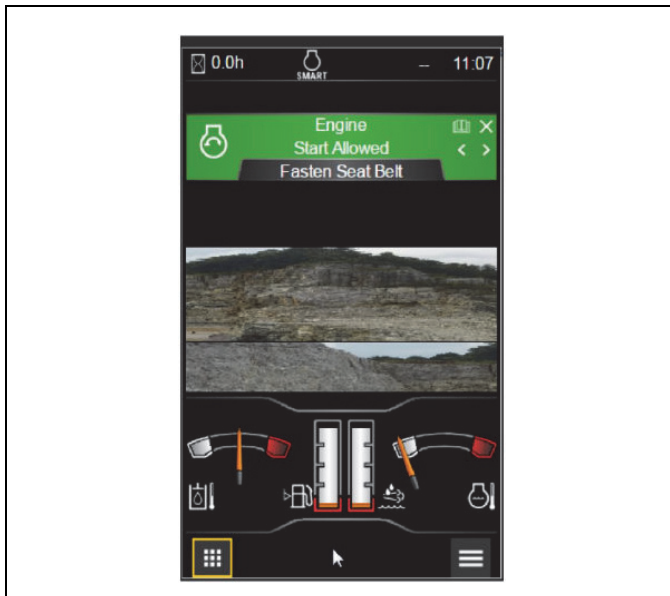 0.0h
SMART
--
11:07
Engine
Start Allowed
Fasten Seat Belt